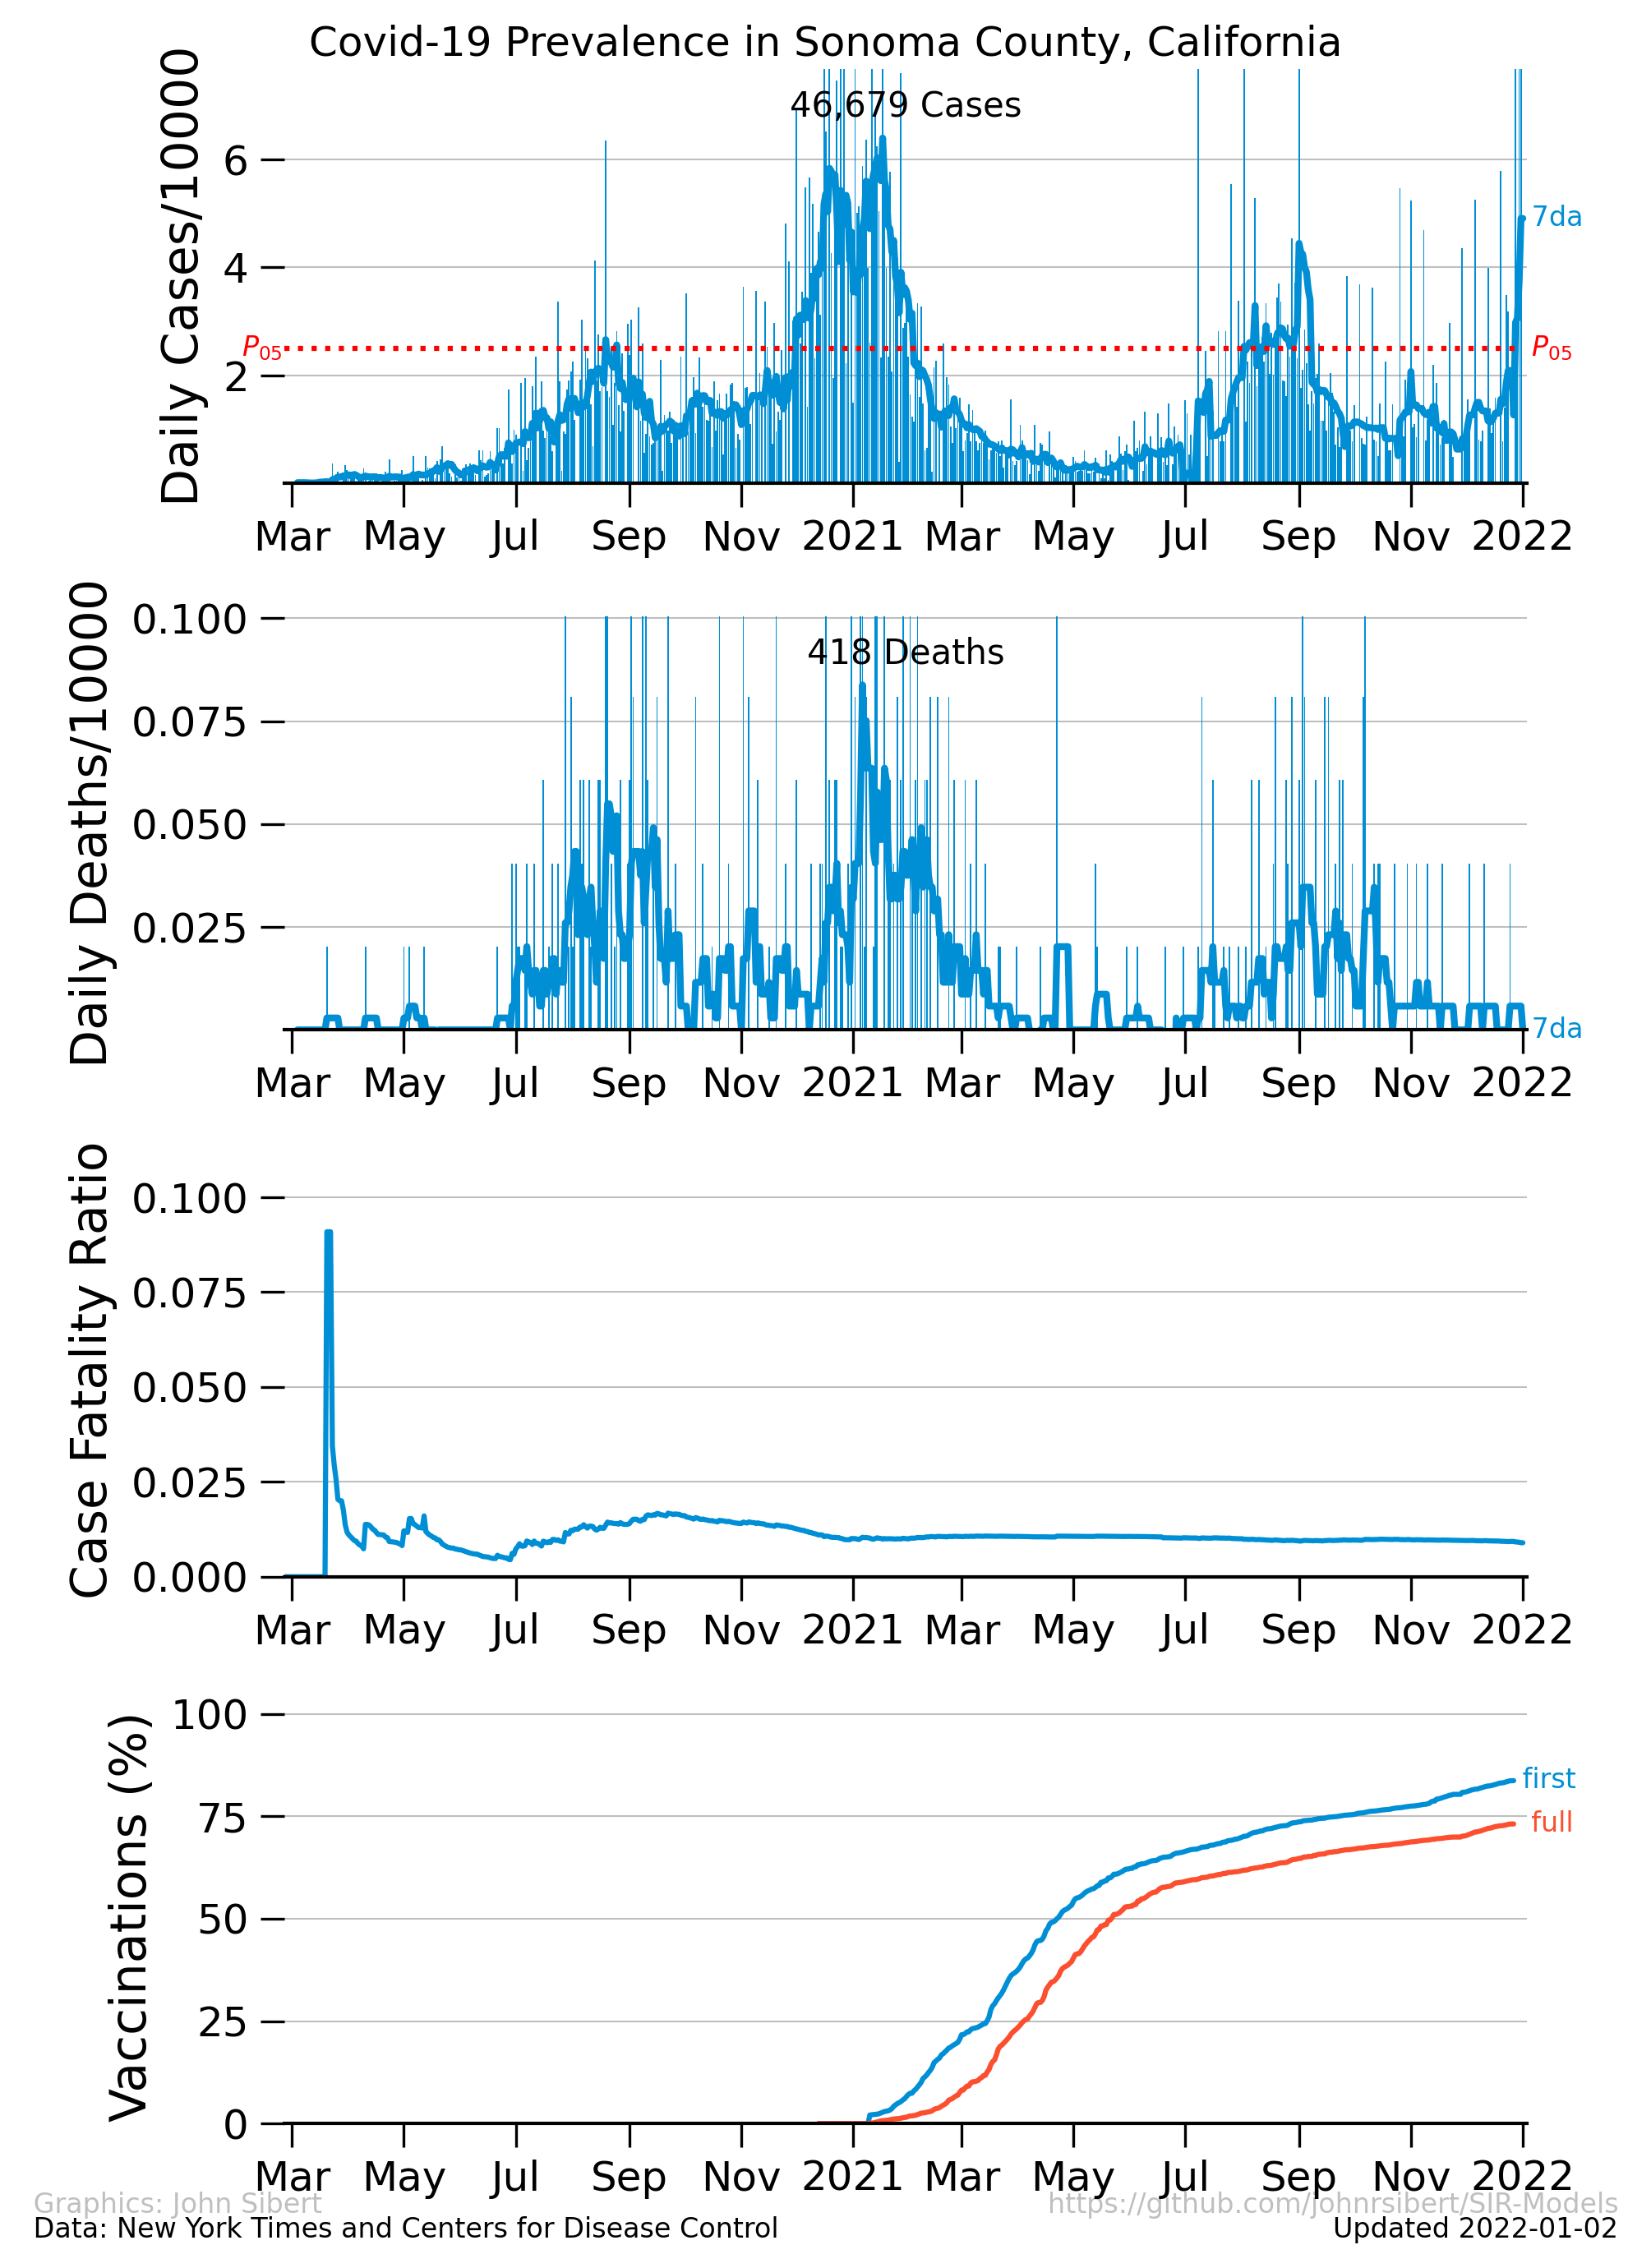 Covid-19 Prevalence in Sonoma County, California
Daily Cases/10000
46,679 Cases
6
4
2
7da
P05
P05
Mar May Jul Sep Nov 2021 Mar May Jul Sep Nov 2022
Daily Deaths/10000
418 Deaths
0.100
0.075
0.050
0.025
7da
Mar May Jul Sep Nov 2021 Mar May Jul Sep Nov 2022
Case Fatality Ratio
0.100
0.075
0.050
0.025
0.000
Mar May Jul Sep Nov 2021 Mar May Jul Sep Nov 2022
Vaccinations (%)
100
75
50
25
0
first
full
Mar May Jul Sep Nov 2021 Mar May Jul Sep Nov 2022
Graphics: John Sibert
https://github.com/johnrsibert/SIR-Models
Data: New York Times and Centers for Disease Control
Updated 2022-01-02